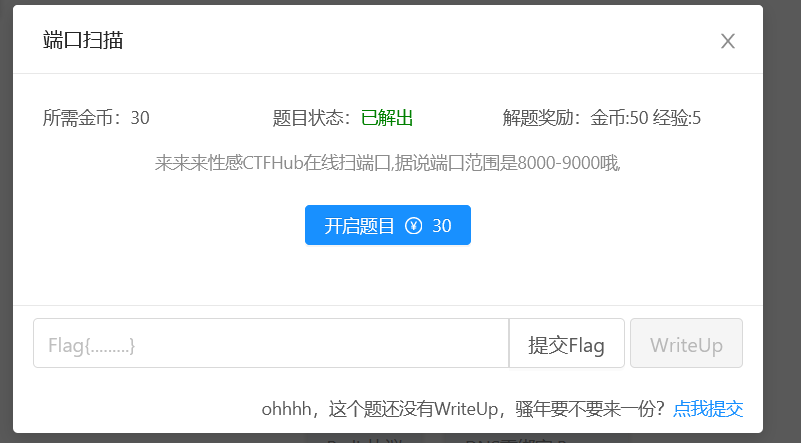 端口扫描
所需金币：30 题目状态：已解出 解题奖励：金币:50 经验:5
来来来性感CTFHub在线扫端口,据说端口范围是8000-9000哦,
开启题目 ¥ 30
Flag{.........} 提交Flag WriteUp
ohhhh，这个题还没有WriteUp，骚年要不要来一份？点我提交